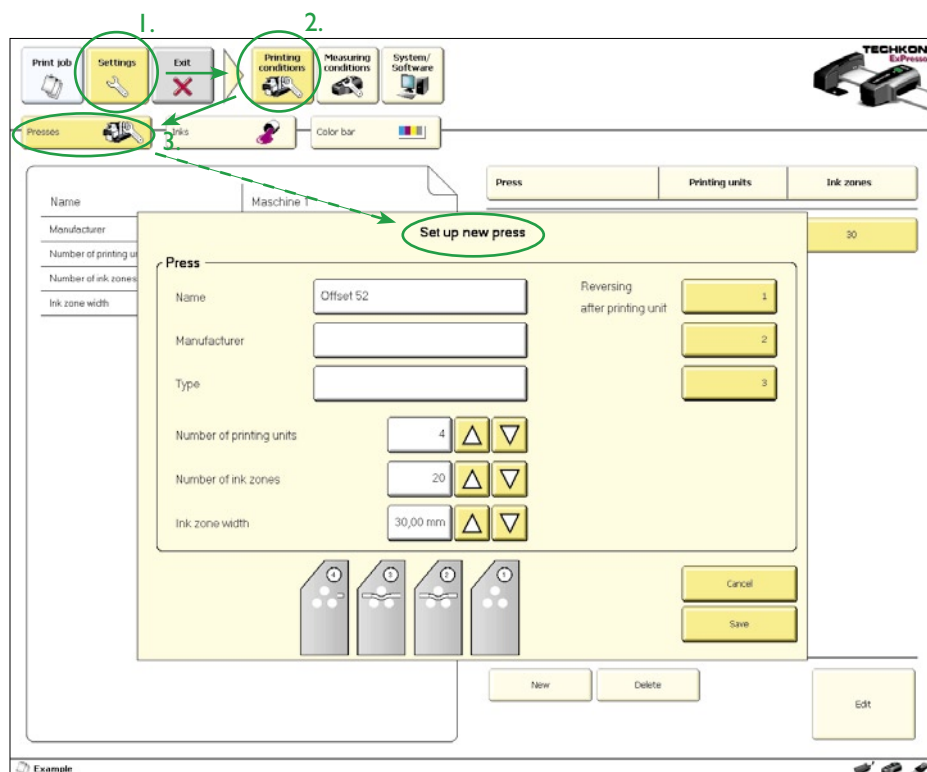 1.
2.
Print job
Settings
Exit
Printing
conditions
Measuring
conditions
System/
Software
TECHKON
ExPresso
Presses
3.
Inks
Color bar
Name
Maschine 1
Manufacturer
Number of printing un
Number of ink zones
Ink zone width
Press
Printing units
Ink zones
30
Set up new press
Press
Name
Offset 52
Reversing
after printing unit
1
Manufacturer
2
Type
3
Number of printing units
4
Number of ink zones
20
Ink zone width
30,00 mm
4
3
2
1
Cancel
Save
New
Delete
Edit
Example